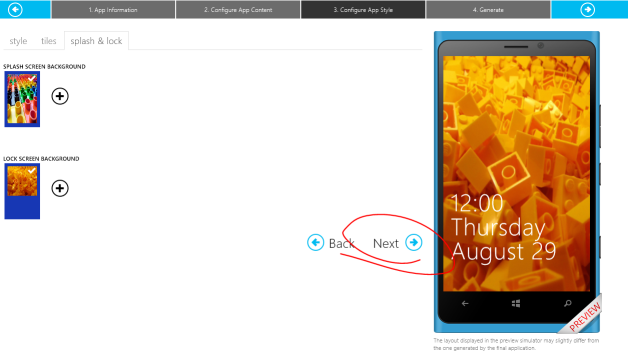 1. App Information
2. Configure App Content
3. Configure App Style
4. Generate
style
tiles
splash & lock
SPLASH SCREEN BACKGROUND
LOCK SCREEN BACKGROUND
Back
Next
12:00
Thursday
August 29
PREVIEW
The layout displayed in the preview simulator may slightly differ from
the one generated by the final application.